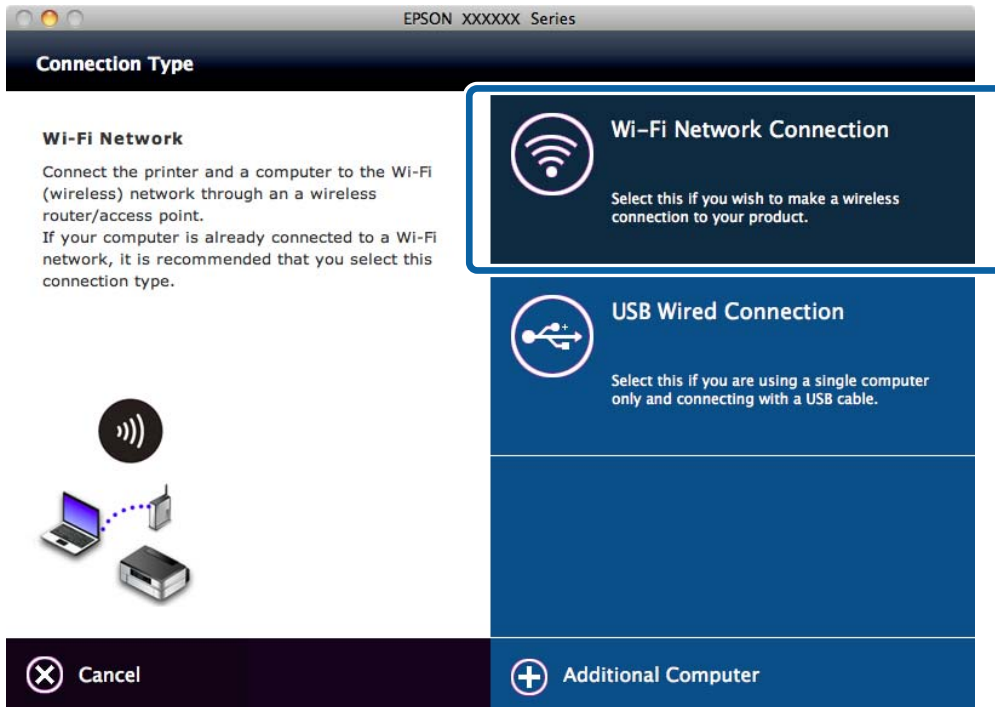 EPSON XXXXXX Series
Connection Type
Wi-Fi Network
Connect the printer and a computer to the Wi-Fi
(wireless) network through an a wireless
router/access point.
If your computer is already connected to a Wi-Fi
network, it is recommended that you select this
connection type.
Wi-Fi Network Connection
Select this if you wish to make a wireless
connection to your product.
USB Wired Connection
Select this if you are using a single computer
only and connecting with a USB cable.
Cancel
Additional Computer